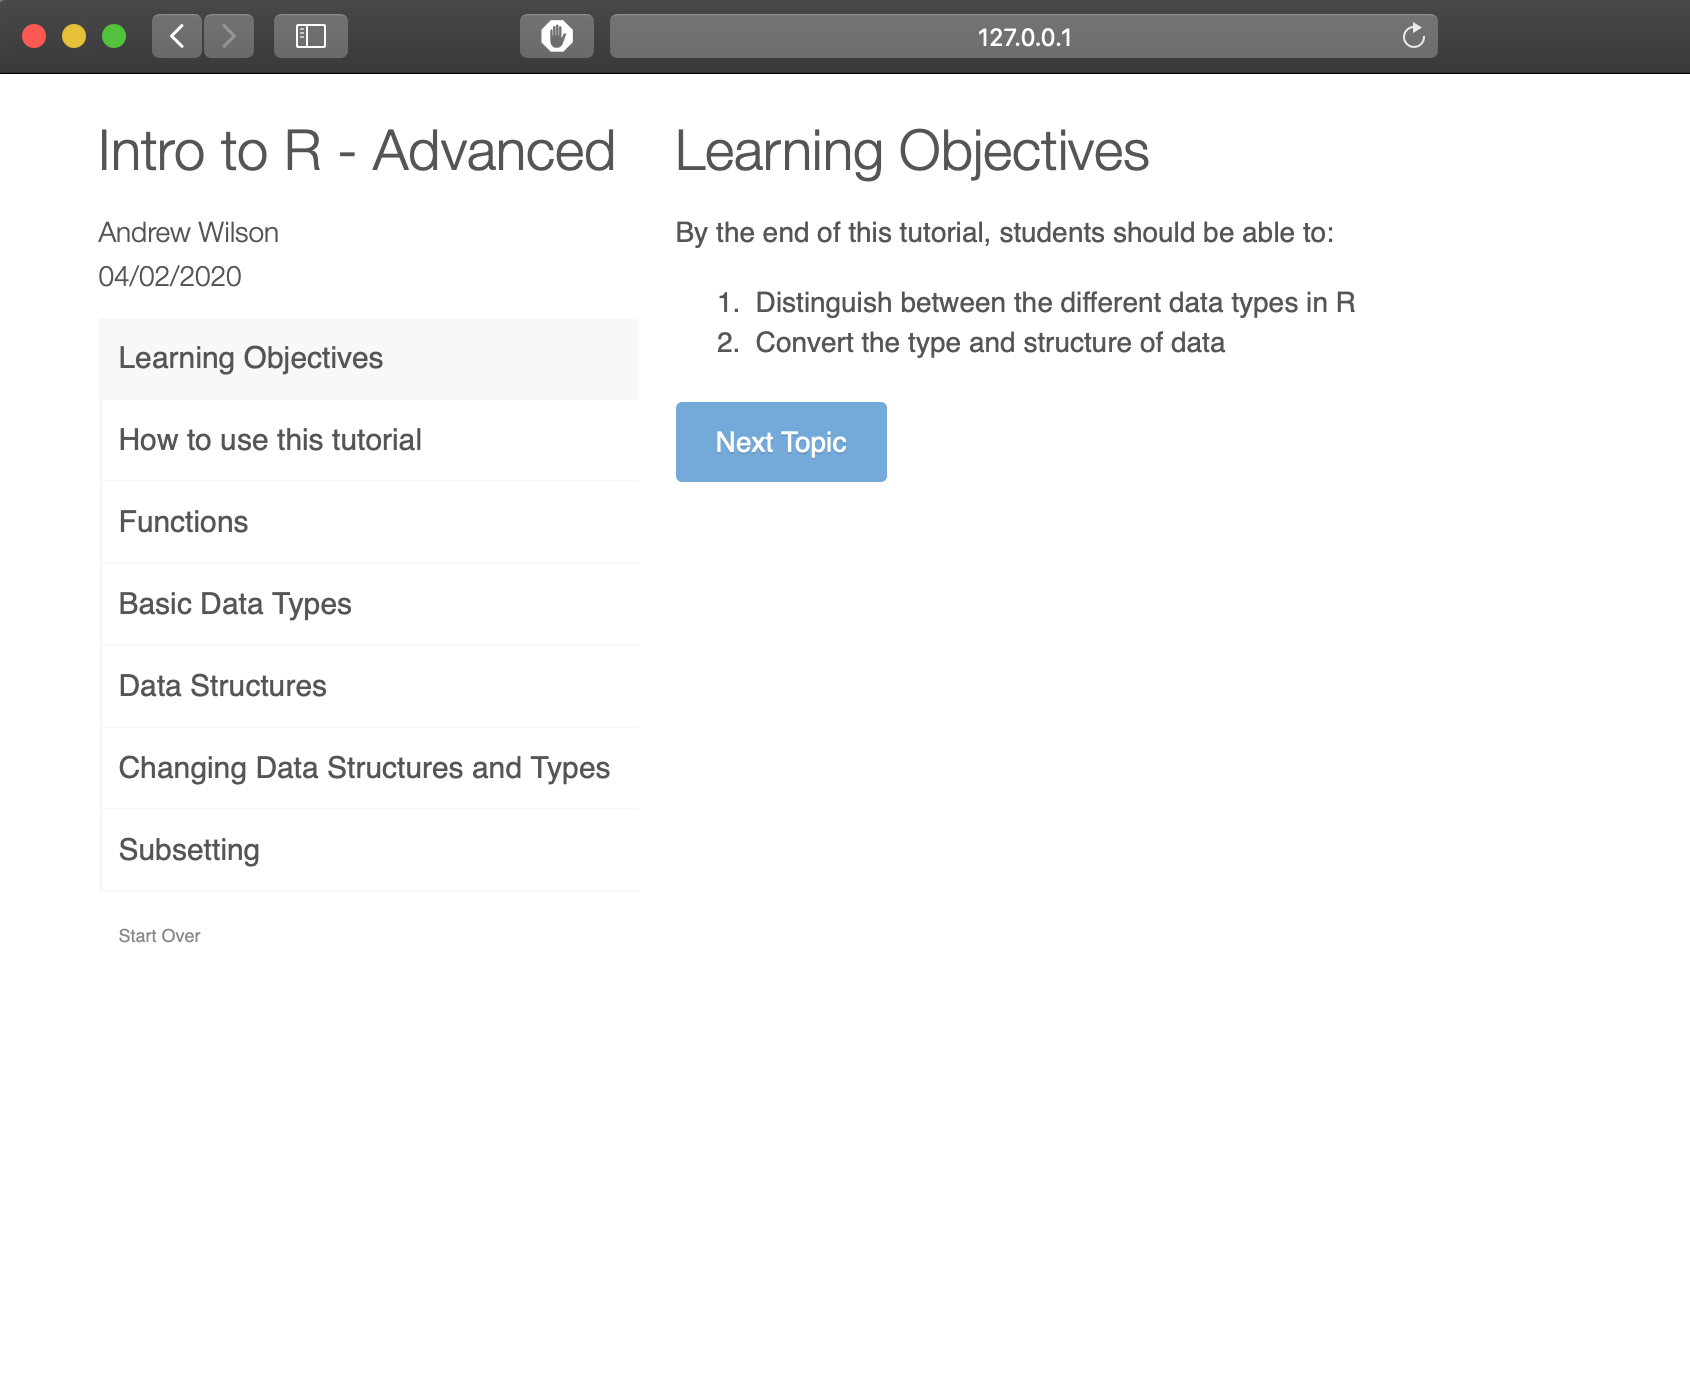 127.0.0.1
Intro to R - Advanced
Andrew Wilson
04/02/2020
Learning Objectives
How to use this tutorial
Functions
Basic Data Types
Data Structures
Changing Data Structures and Types
Subsetting
Start Over
Learning Objectives
By the end of this tutorial, students should be able to:
1. Distinguish between the different data types in R
2. Convert the type and structure of data
Next Topic